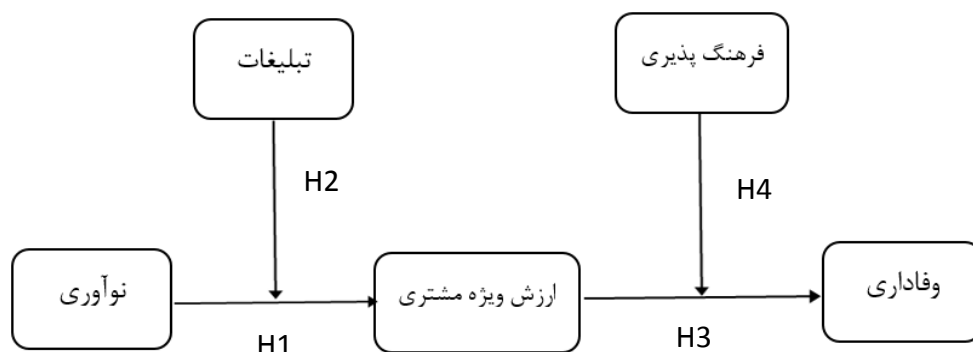 تبلیغات
فرهنگ پذیری
H2
H4
نوآوری
ارزش ویژه مشتری
وفاداری
H1
H3